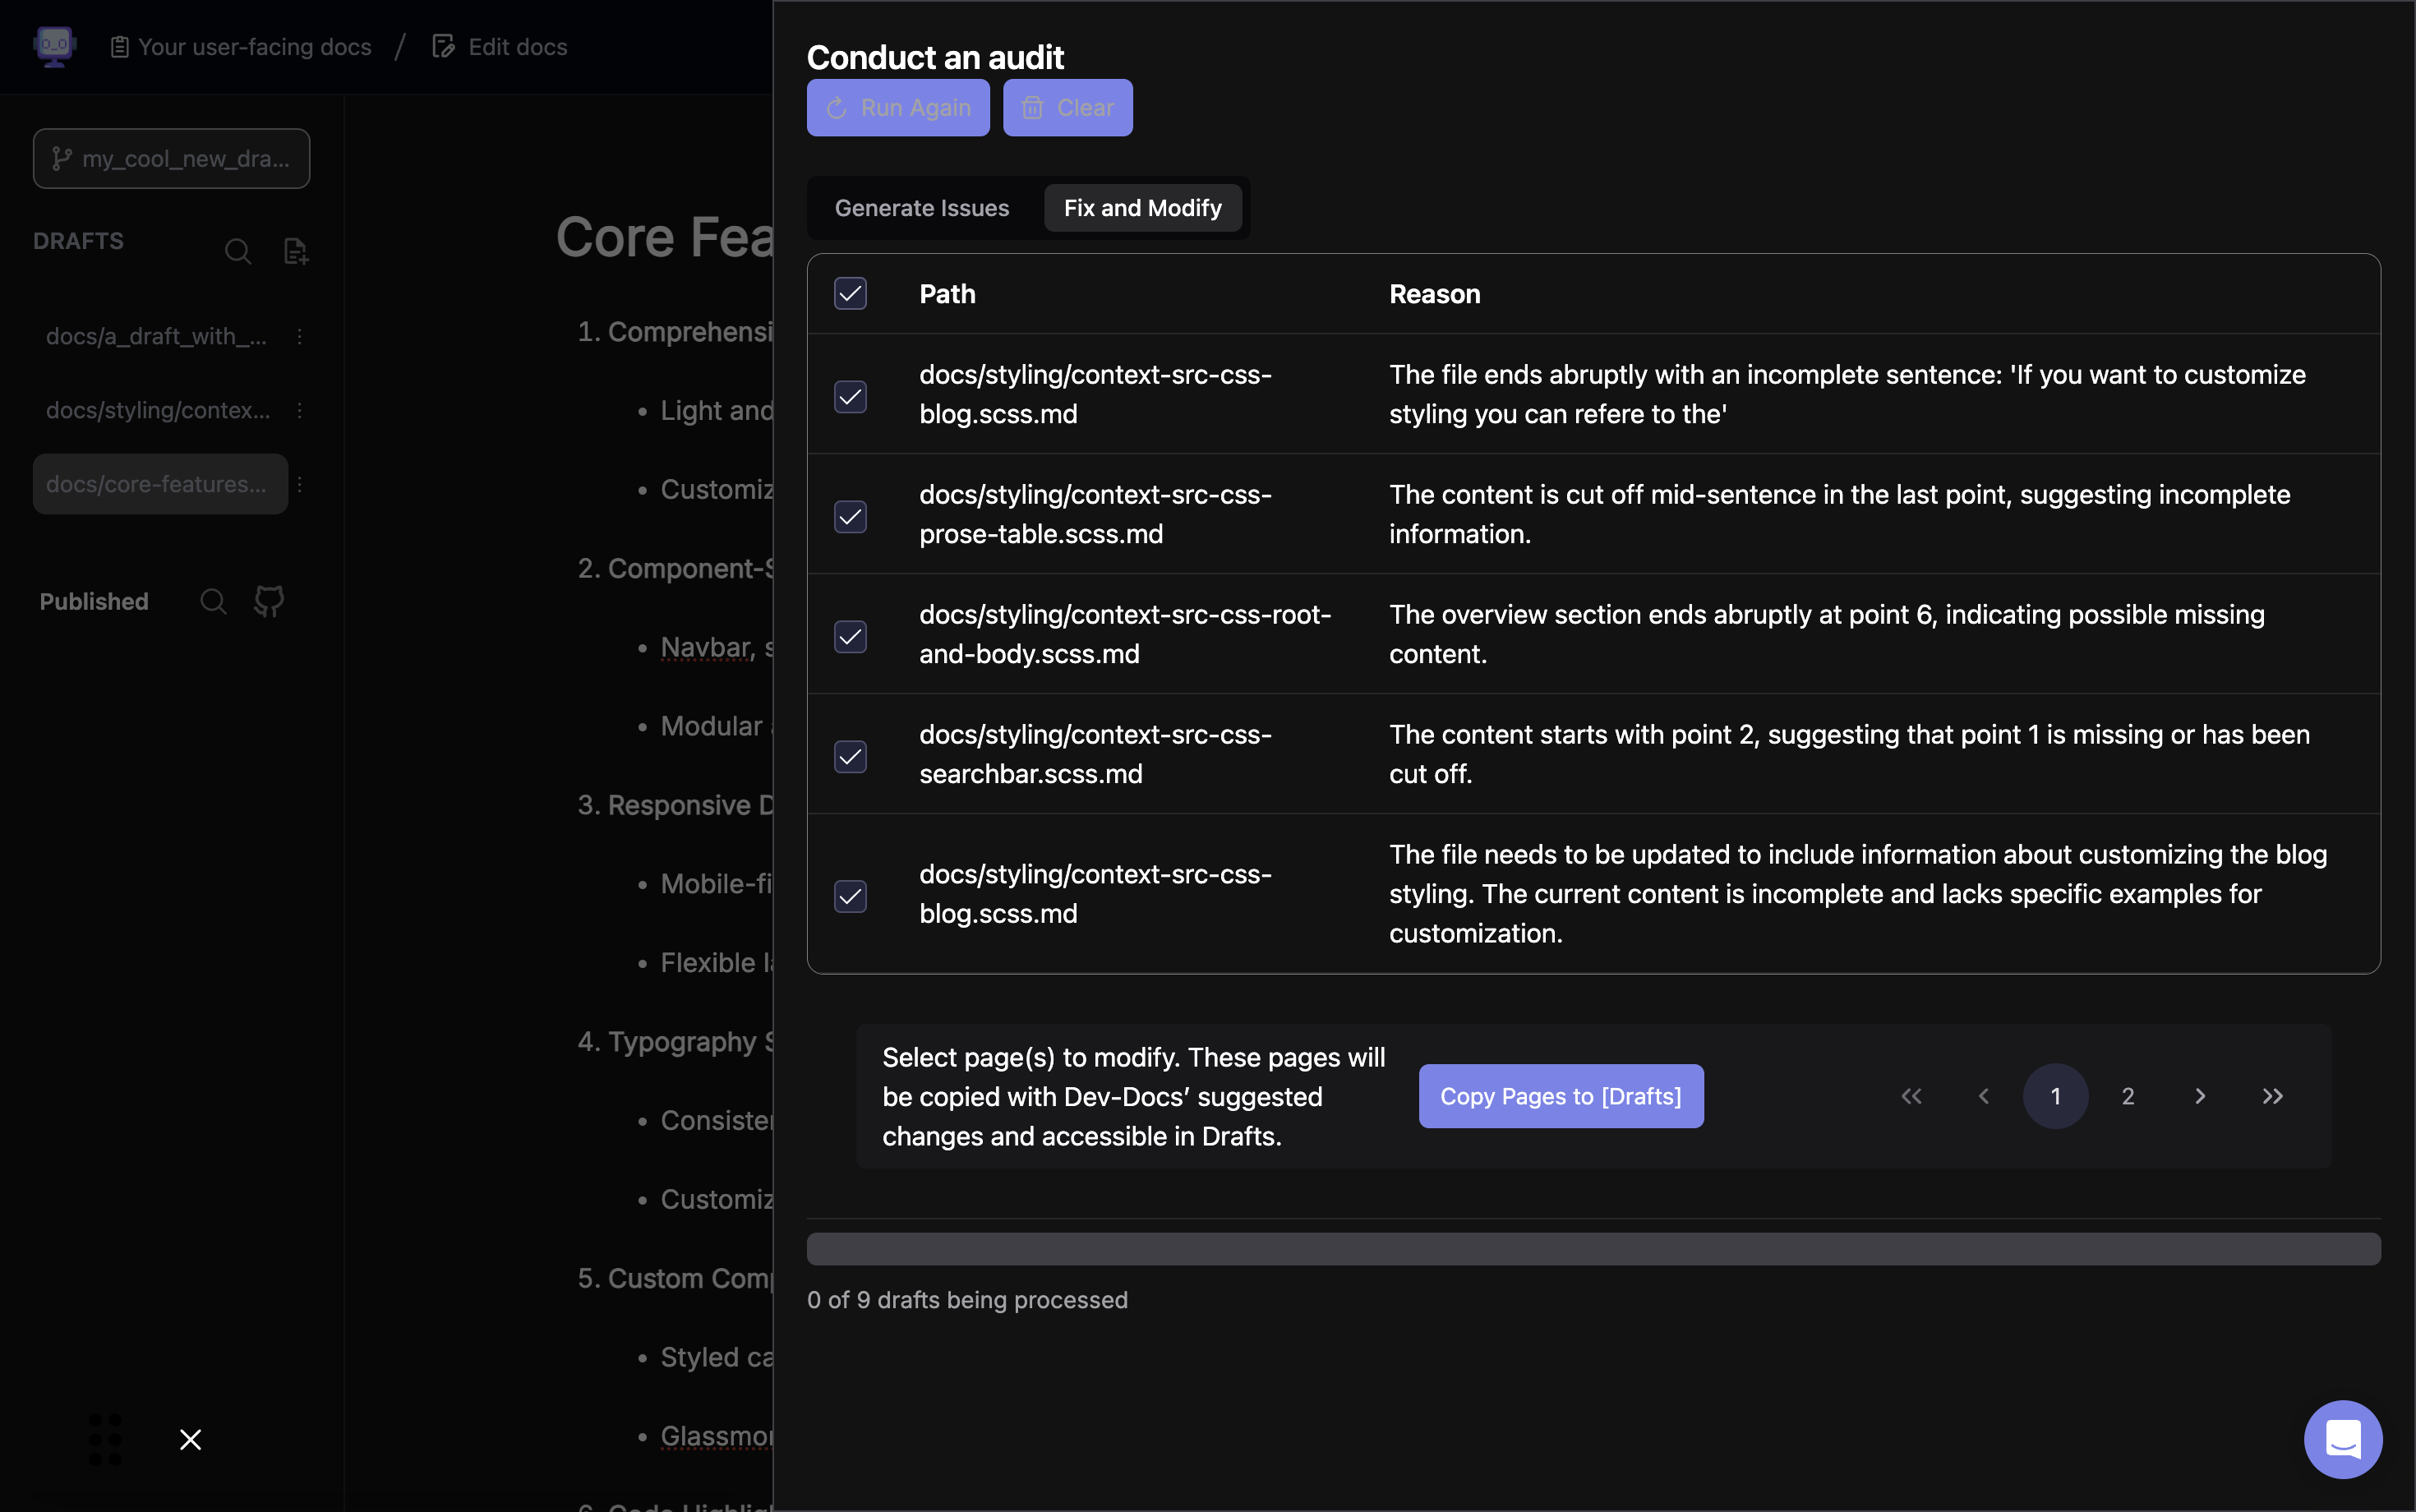 Your user-facing docs / Edit docs
my_cool_new_dra...
DRAFTS
docs/a_draft_with_...
docs/styling/contex...
docs/core-features...
Published
Core Fea
1. Comprehensi
• Light and
• Customiz
2. Component-S
• Navbar, s
• Modular a
3. Responsive D
• Mobile-fi
• Flexible la
4. Typography S
• Consister
• Customiz
5. Custom Comp
• Styled ca
• Glassmor
6. Code Highligh
Conduct an audit
Run Again
Clear
Generate Issues
Fix and Modify
Path
Reason
docs/styling/context-src-css-
blog.scss.md
The file ends abruptly with an incomplete sentence: 'If you want to customize
styling you can refere to the'
docs/styling/context-src-css-
prose-table.scss.md
The content is cut off mid-sentence in the last point, suggesting incomplete
information.
docs/styling/context-src-css-root-
and-body.scss.md
The overview section ends abruptly at point 6, indicating possible missing
content.
docs/styling/context-src-css-
searchbar.scss.md
The content starts with point 2, suggesting that point 1 is missing or has been
cut off.
docs/styling/context-src-css-
blog.scss.md
The file needs to be updated to include information about customizing the blog
styling. The current content is incomplete and lacks specific examples for
customization.
Select page(s) to modify. These pages will
be copied with Dev-Docs’ suggested
changes and accessible in Drafts.
Copy Pages to [Drafts]
1
2
0 of 9 drafts being processed